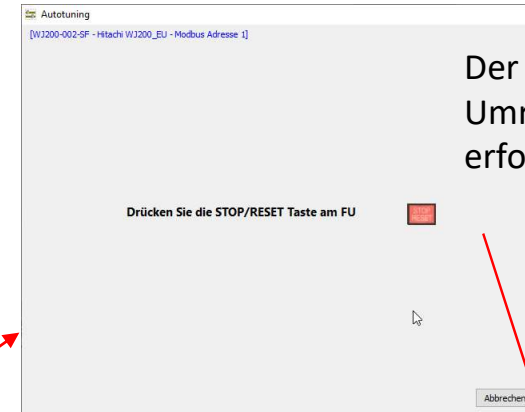 Autotuning
[WJ200-002-SF - Hitachi WJ200_EU - Modbus Adresse 1]
Der
Drücken Sie die STOP/RESET Taste am FU
STOP
RESET
Abbrechen